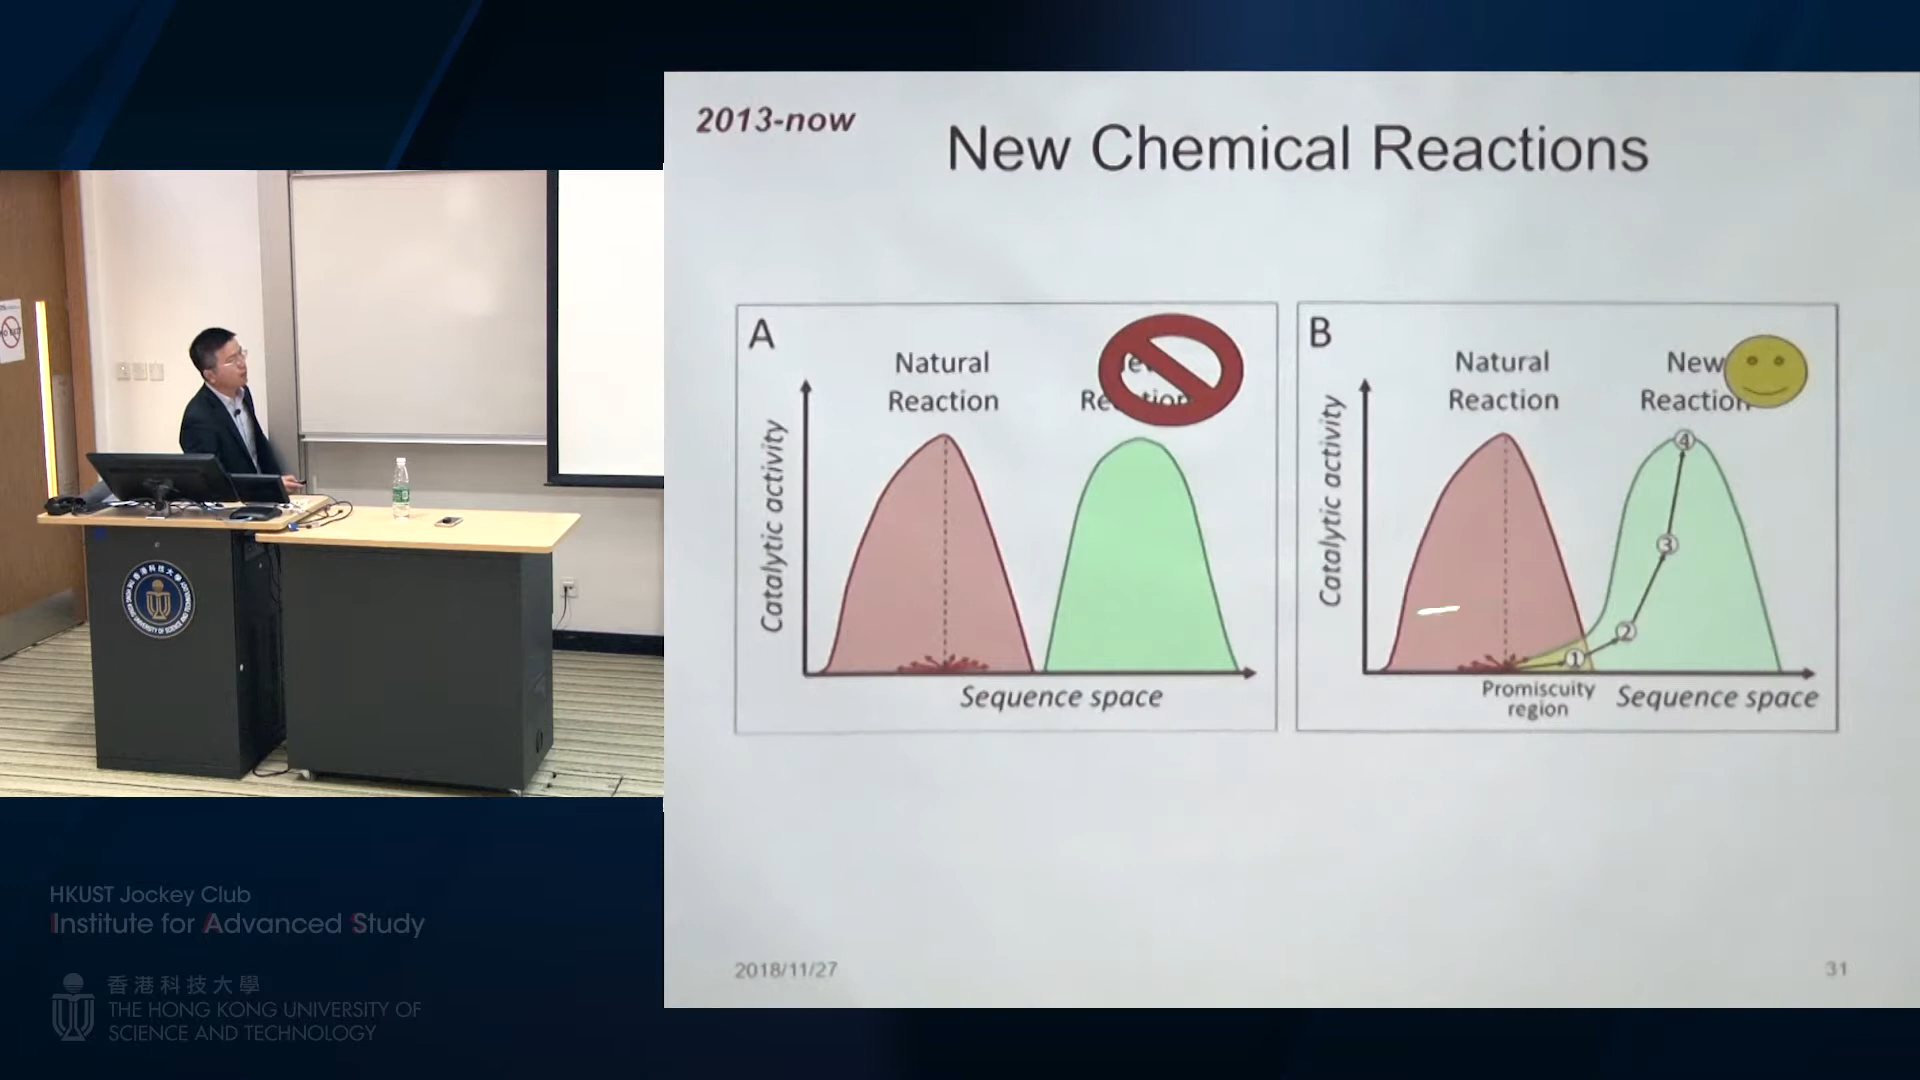 2013-now
New Chemical Reactions
A
Natural
Reaction
Catalytic activity
Sequence space
B
Natural
Reaction
New
Reaction
Catalytic activity
4
3
2
1
Promiscuity
region
Sequence space
2018/11/27
31
HKUST Jockey Club
Institute for Advanced Study
香港科技大學
THE HONG KONG UNIVERSITY OF
SCIENCE AND TECHNOLOGY